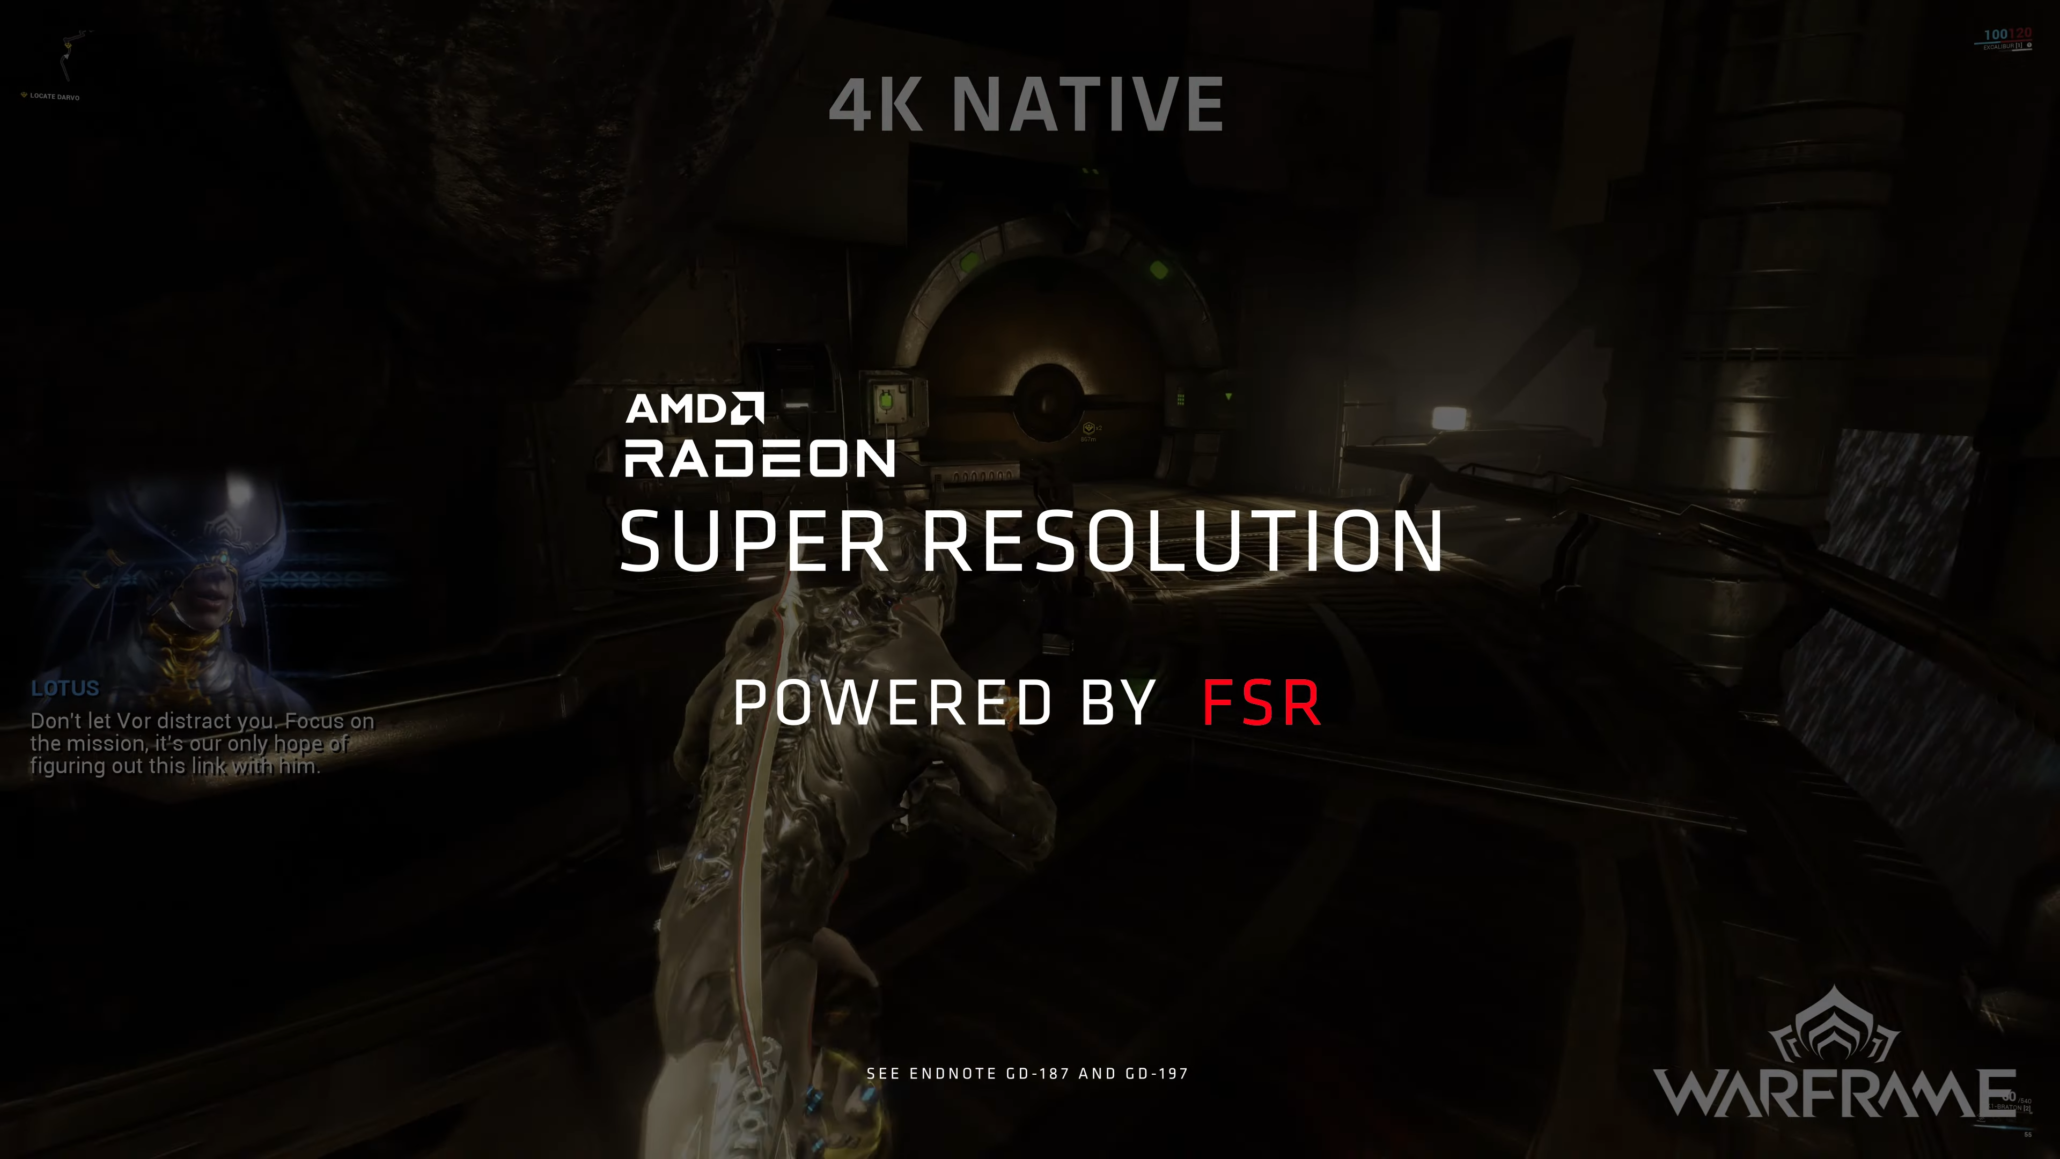 100120
EXCALIBUR
4K NATIVE
LOCATE DARVO
AMD
RADEON
SUPER RESOLUTION
POWERED BY FSR
LOTUS
Don't let Vor distract you. Focus on
the mission, it's our only hope of
figuring out this link with him.
SEE ENDNOTE GD-187 AND GD-197
WARFRAME